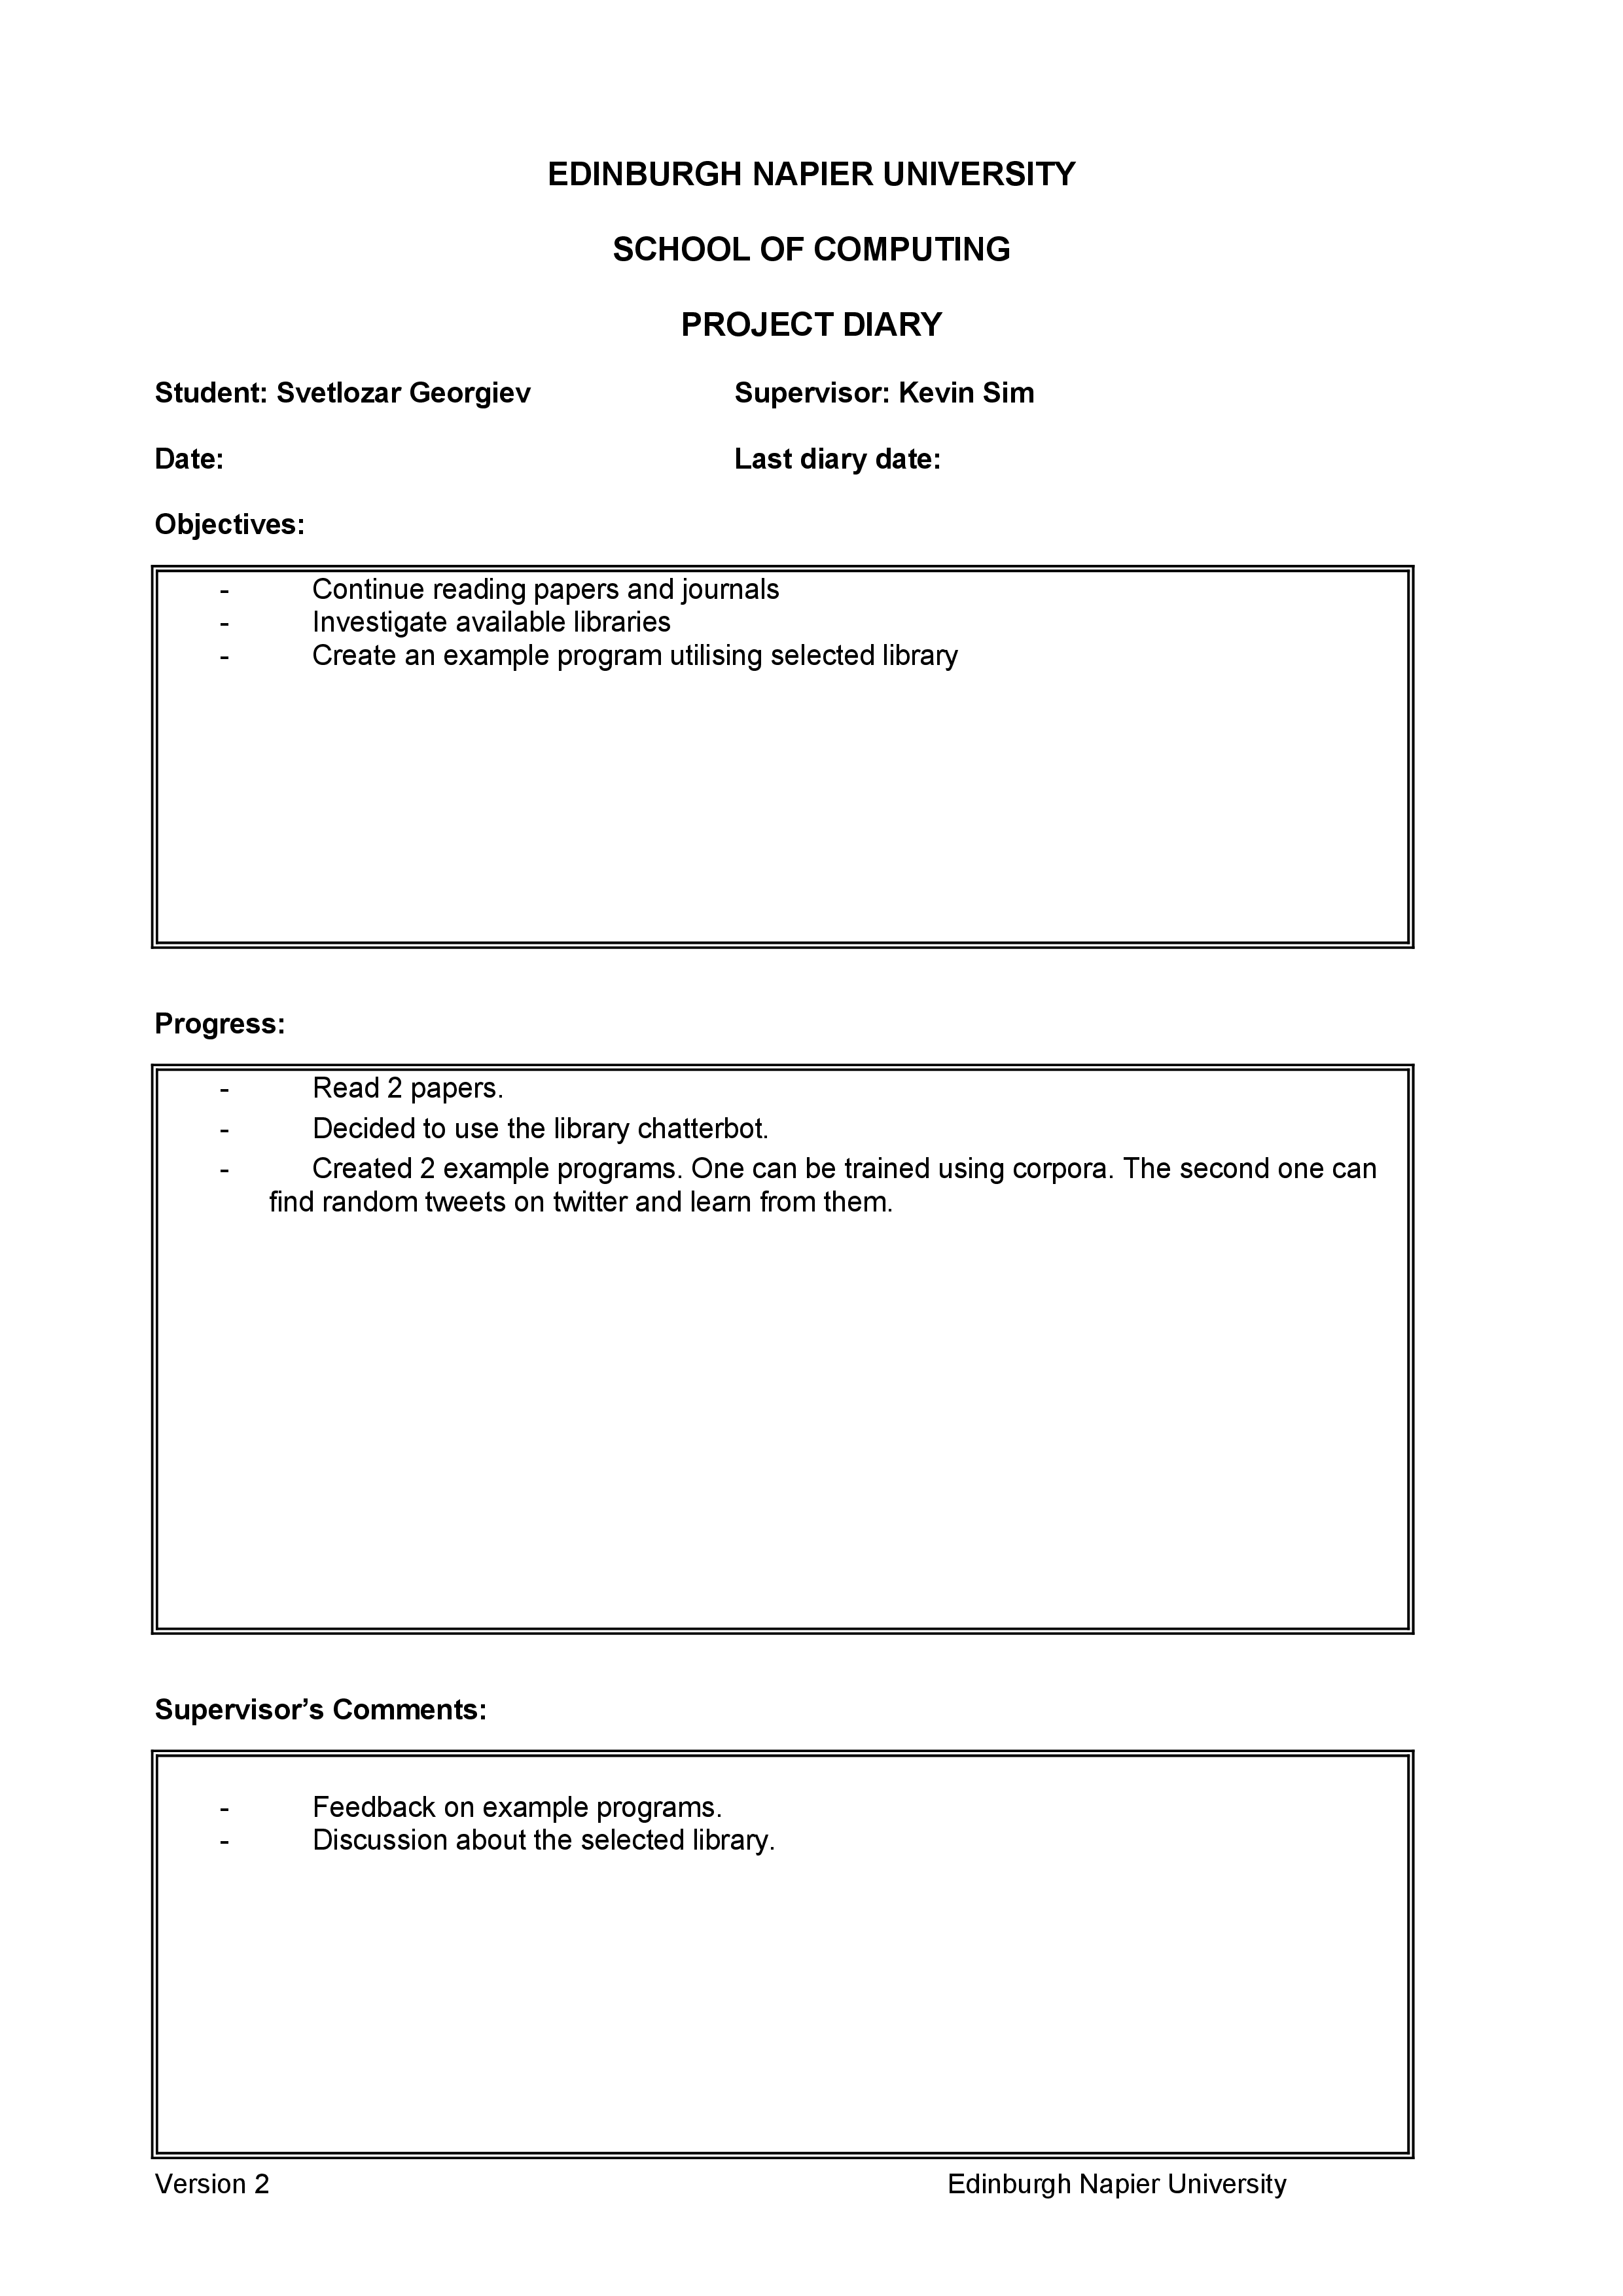 EDINBURGH NAPIER UNIVERSITY
SCHOOL OF COMPUTING
PROJECT DIARY
Student: Svetlozar Georgiev Supervisor: Kevin Sim
Date: Last diary date:
Objectives:
- Continue reading papers and journals
- Investigate available libraries
- Create an example program utilising selected library
Progress:
- Read 2 papers.
- Decided to use the library chatterbot.
- Created 2 example programs. One can be trained using corpora. The second one can
find random tweets on twitter and learn from them.
Supervisor’s Comments:
- Feedback on example programs.
- Discussion about the selected library.
Version 2 Edinburgh Napier University